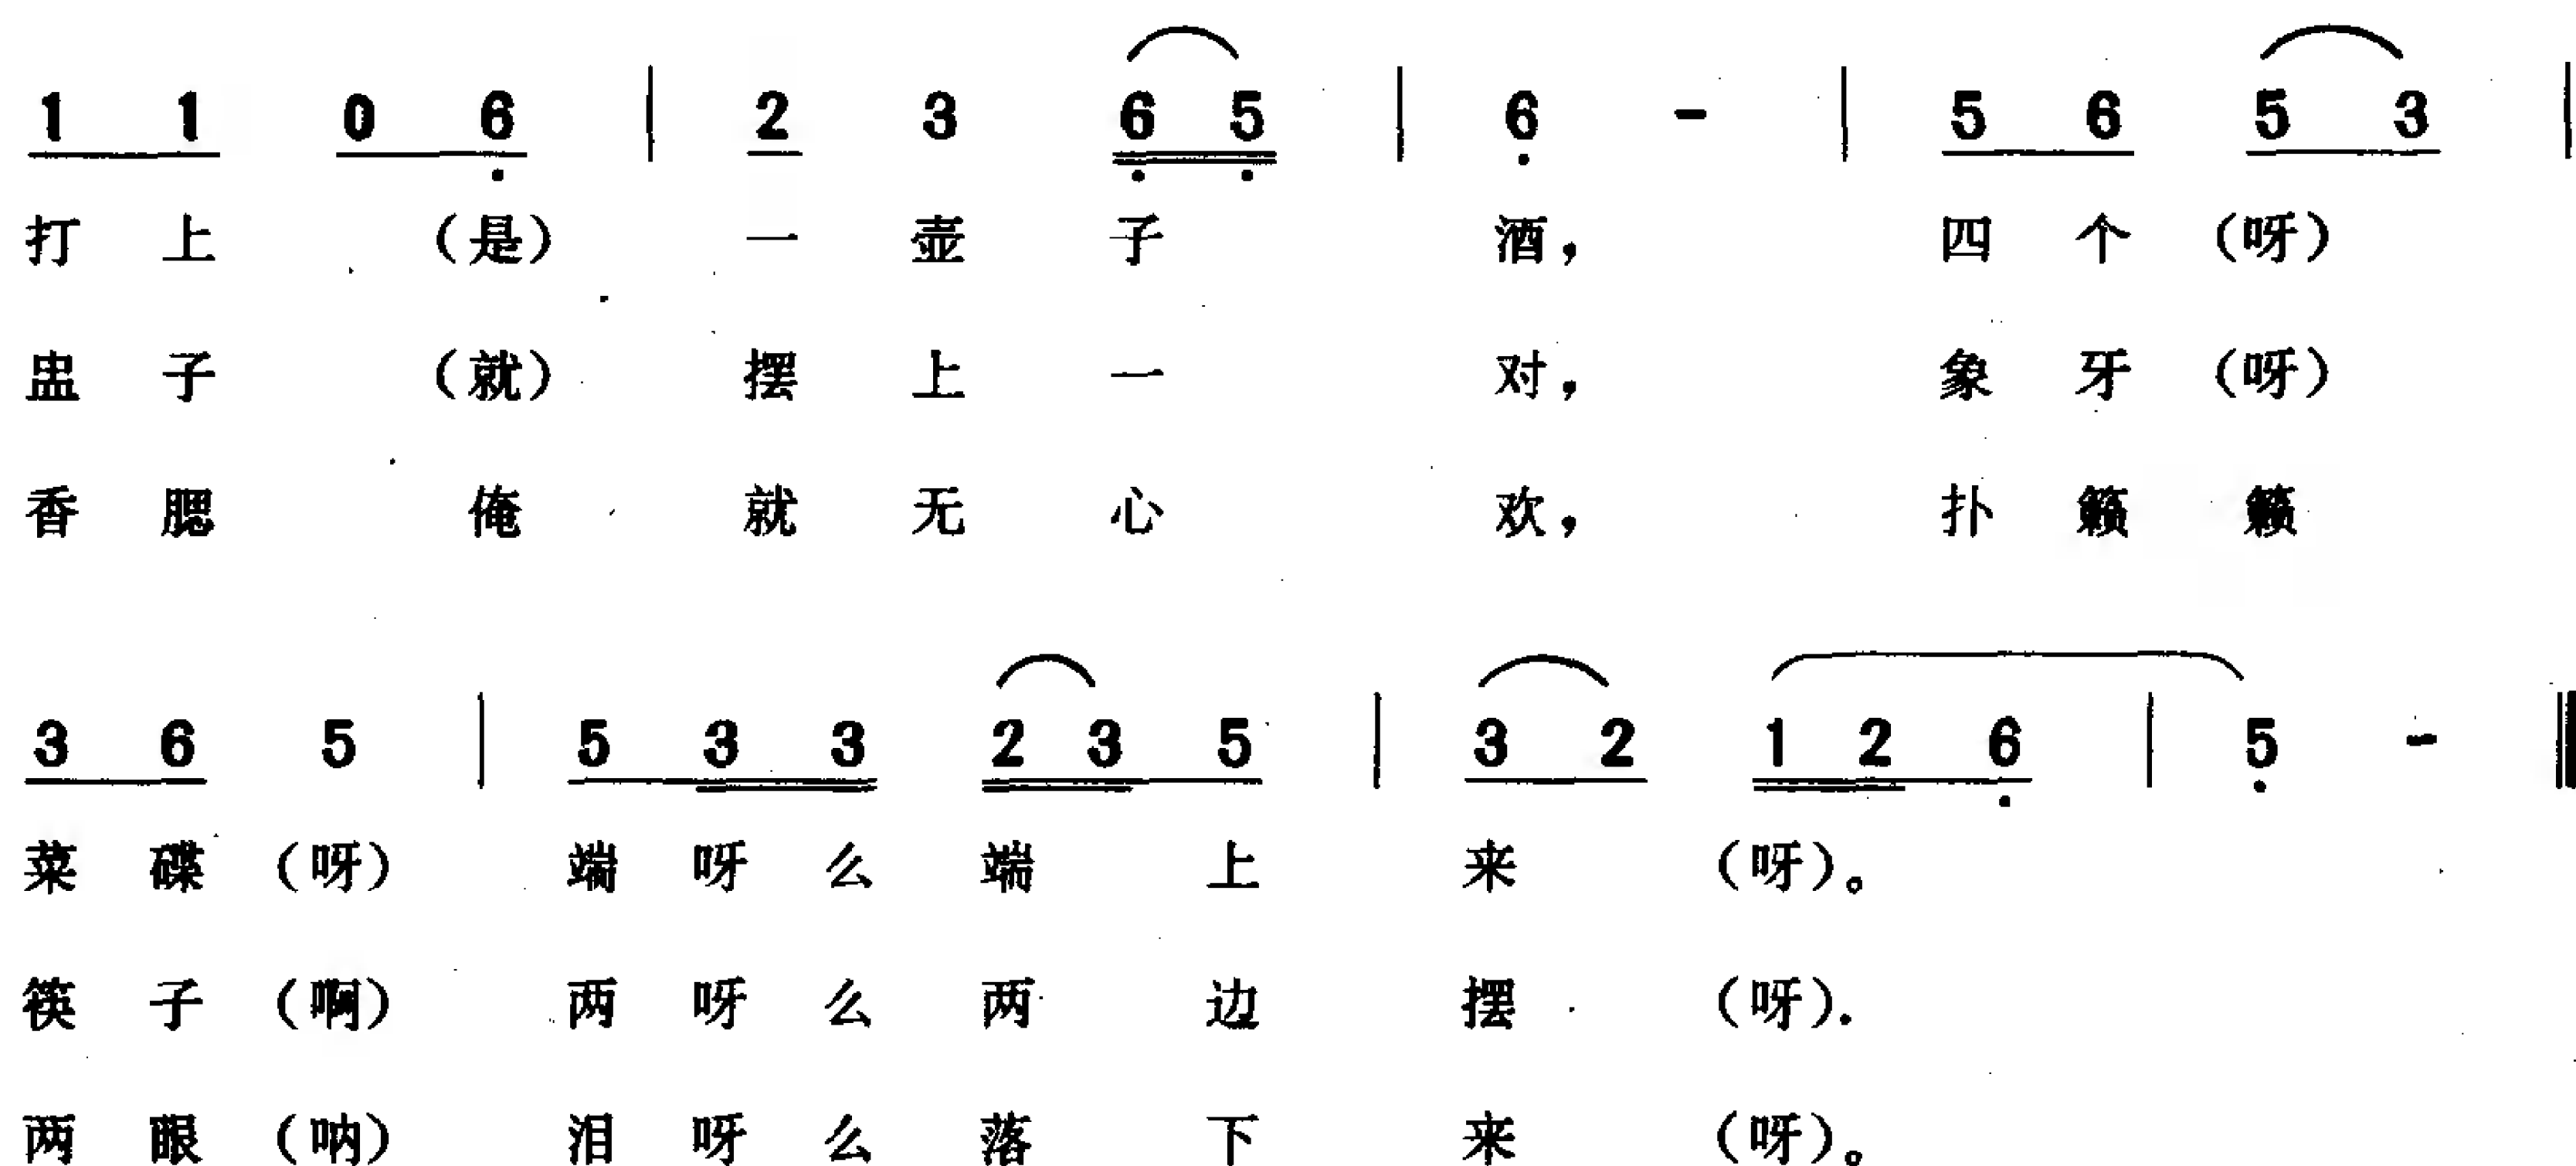 1 1 0 6 | 2 3 6 5 | 6 - | 5 6 5 3 |
打 上 （是） 一 壶 子 酒， 四 个 （呀）
盅 子 （就） 摆 上 一 对， 象 牙 （呀）
香 腮 俺 就 无 心 欢， 扑 籁 籁
3 6 5 | 5 3 3 2 3 5 | 3 2 1 2 6 | 5 - ‖
菜 碟 （呀） 端 呀 么 端 上 来 （呀）。
筷 子 （啊） 两 呀 么 两 边 摆 （呀）.
两 眼 （呐） 泪 呀 么 落 下 来 （呀）。